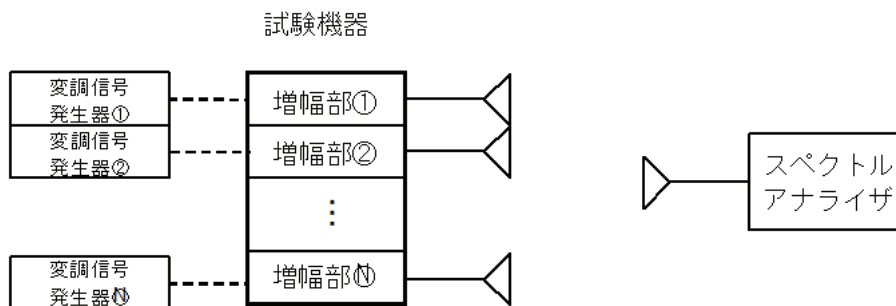 試験機器
変調信号
発生器①
変調信号
発生器②
変調信号
発生器Ⓝ
増幅部①
増幅部②
⋮
増幅部Ⓝ
スペクトル
アナライザ